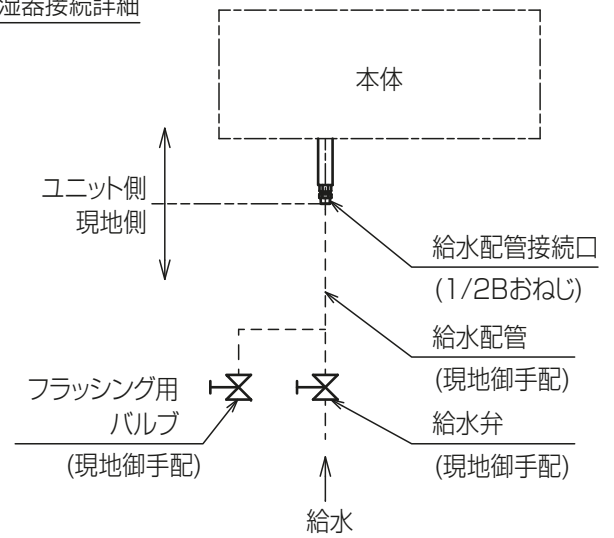 湿器接続詳細
本体
ユニット側
現地側
給水配管接続口
(1/2Bおねじ)
給水配管
(現地御手配)
フラッシング用
バルブ
(現地御手配)
給水弁
(現地御手配)
給水